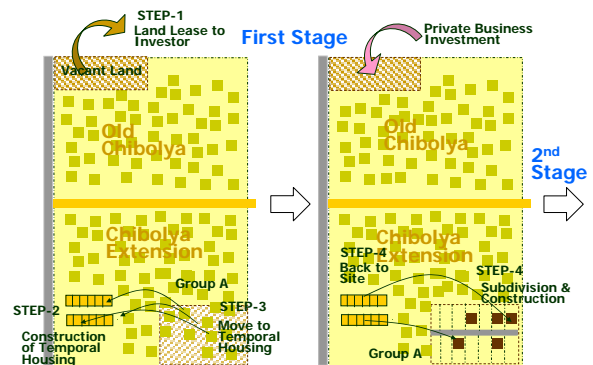 STEP-1
Land Lease to
Investor
First Stage
Private Business
Investment
Vacant Land
Old
Chibolya
Chibolya
Extension
Group A
STEP-2
Construction
of Temporal
Housing
STEP-3
Move to
Temporal
Housing
Old
Chibolya
2nd
Stage
Chibolya
Extension
STEP-4
Back to
Site
STEP-4
Subdivision &
Construction
Group A